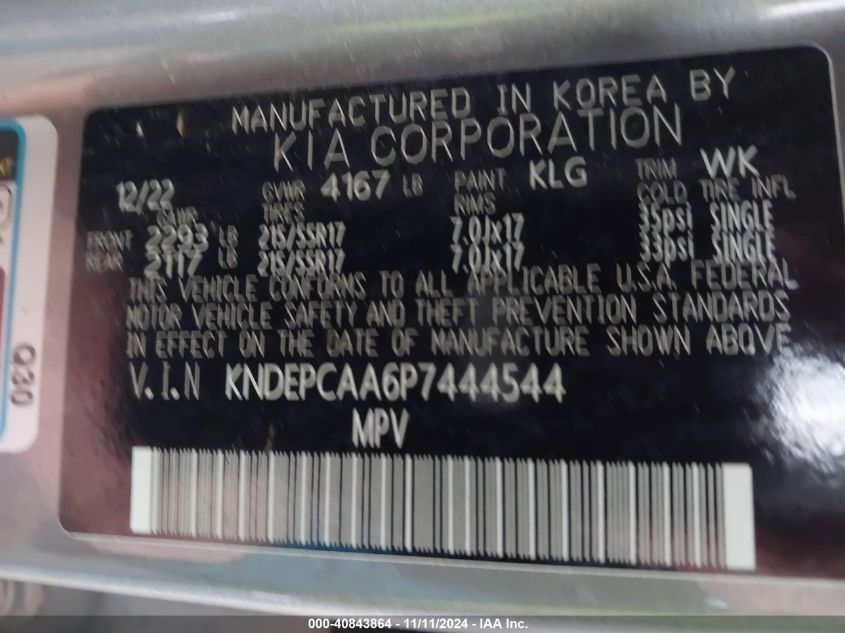 MANUFACTURED IN KOREA BY
KIA CORPORATION
12/22 GVWR 4167 LB PAINT KLG TRIM WK
GAWR TIRES RIMS COLD TIRE INFL
FRONT 2293 LB 215/55R17 7.0Jx17 35psi SINGLE
REAR 2117 LB 215/55R17 7.0Jx17 33psi SINGLE
THIS VEHICLE CONFORMS TO ALL APPLICABLE U.S.A. FEDERAL
MOTOR VEHICLE SAFETY AND THEFT PREVENTION STANDARDS
IN EFFECT ON THE DATE OF MANUFACTURE SHOWN ABOVE
V.I.N KNDEPCAA6P7444544
MPV
Q30
000-40843864 - 11/11/2024 - 1474 - IAA Inc.